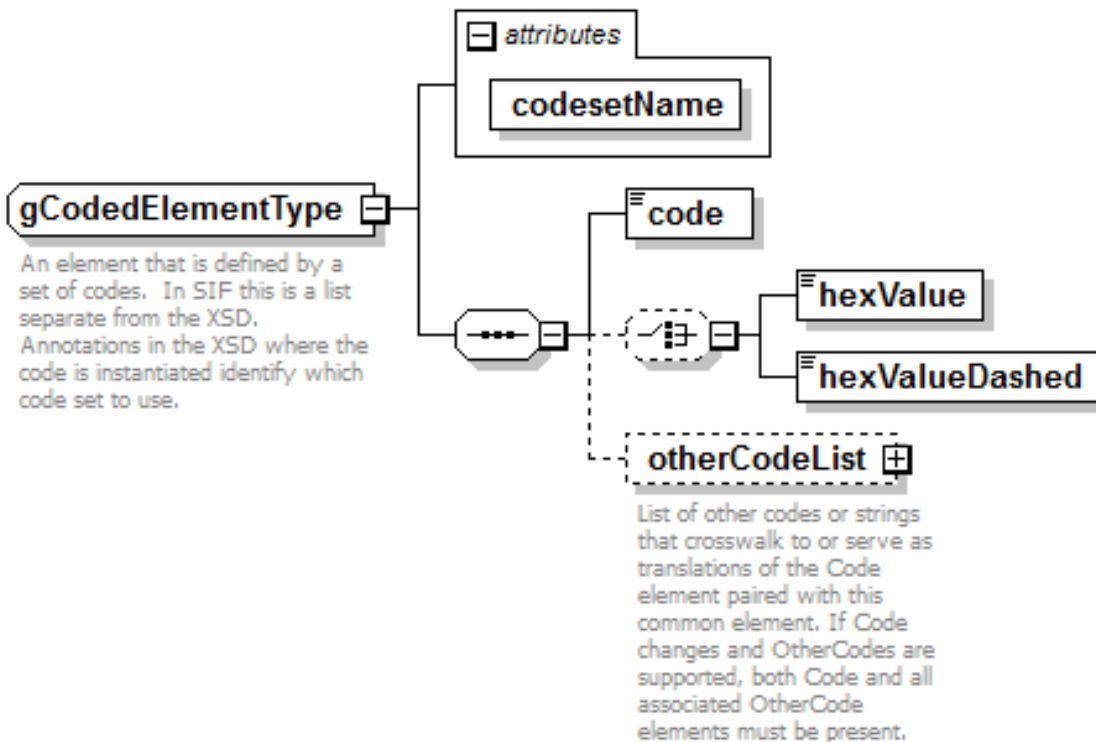 attributes
codesetName
gCodedElementType
An element that is defined by a
set of codes.  In SIF this is a list
separate from the XSD.
Annotations in the XSD where the
code is instantiated identify which
code set to use.
code
hexValue
hexValueDashed
otherCodeList
List of other codes or strings
that crosswalk to or serve as
translations of the Code
element paired with this
common element. If Code
changes and OtherCodes are
supported, both Code and all
associated OtherCode
elements must be present.